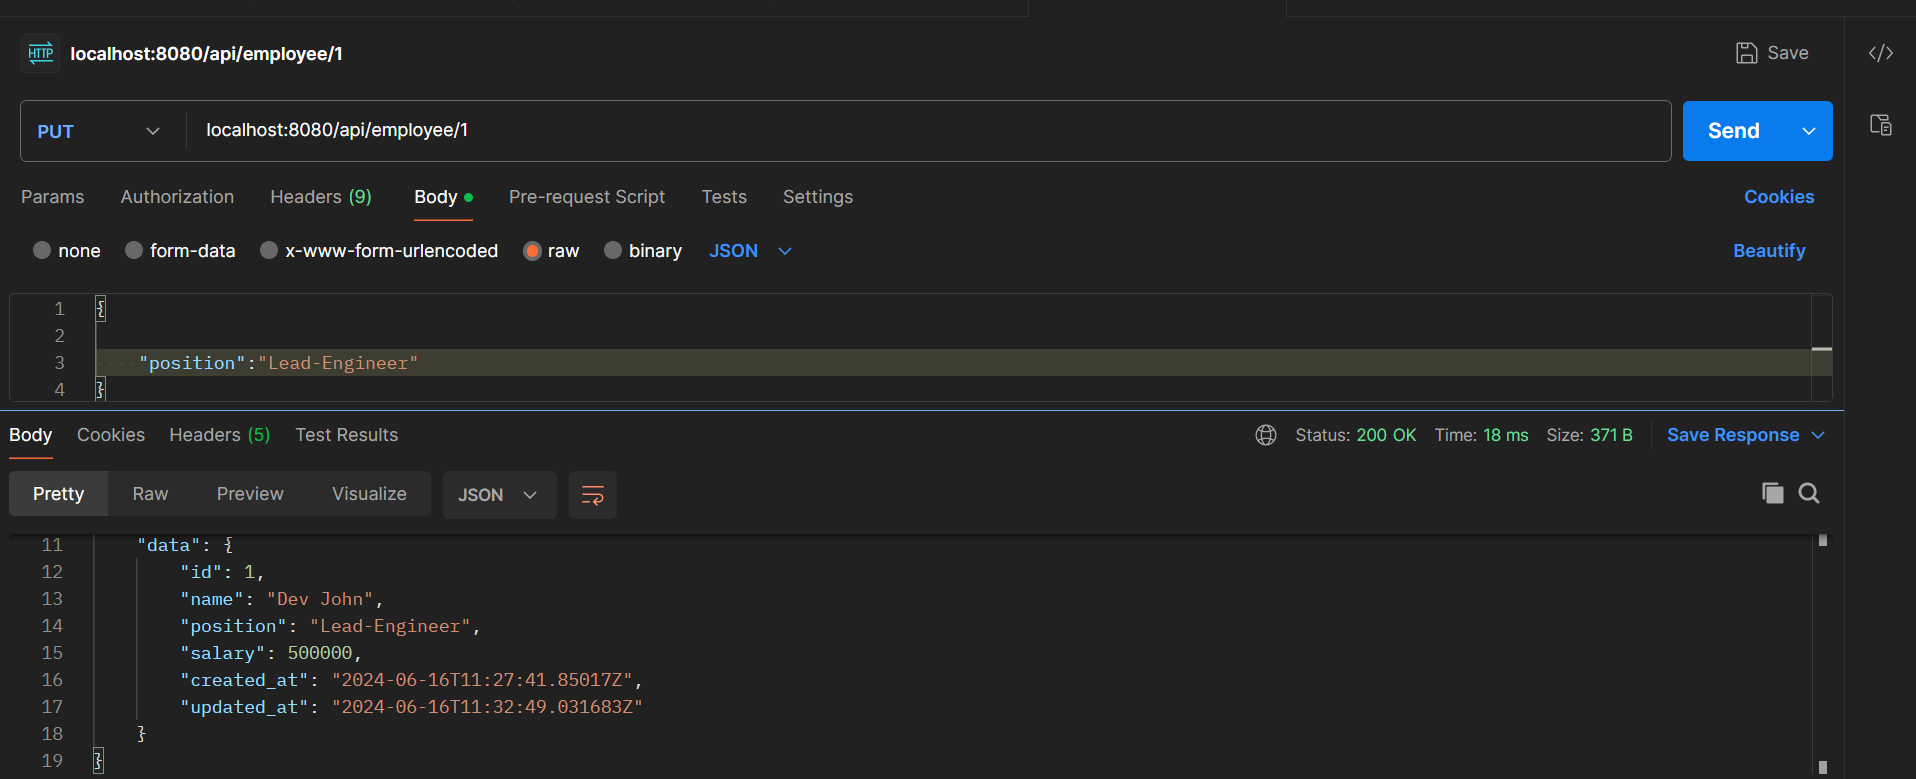 HTTP localhost:8080/api/employee/1 Save
PUT localhost:8080/api/employee/1 Send
Params Authorization Headers (9) Body Pre-request Script Tests Settings Cookies
none form-data x-www-form-urlencoded raw binary JSON Beautify
1 {
2
3 "position":"Lead-Engineer"
4 }
Body Cookies Headers (5) Test Results Status: 200 OK Time: 18 ms Size: 371 B Save Response
Pretty Raw Preview Visualize JSON
11 "data": {
12 "id": 1,
13 "name": "Dev John",
14 "position": "Lead-Engineer",
15 "salary": 500000,
16 "created_at": "2024-06-16T11:27:41.85017Z",
17 "updated_at": "2024-06-16T11:32:49.031683Z"
18 }
19 }